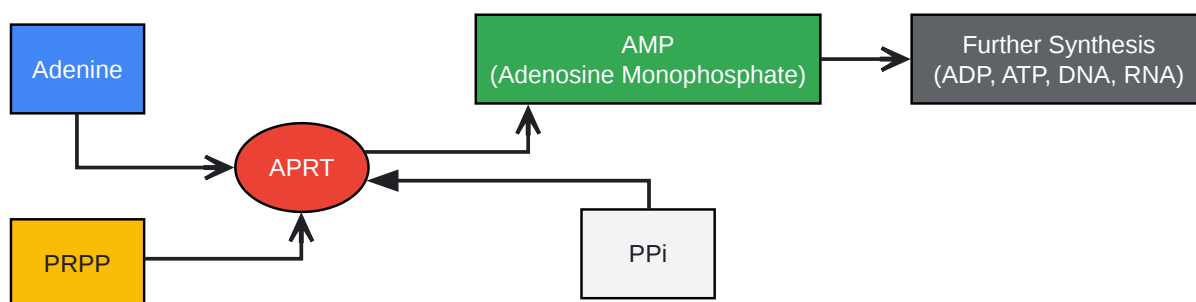 Adenine
AMP
(Adenosine Monophosphate)
Further Synthesis
(ADP, ATP, DNA, RNA)
APRT
PRPP
PPi